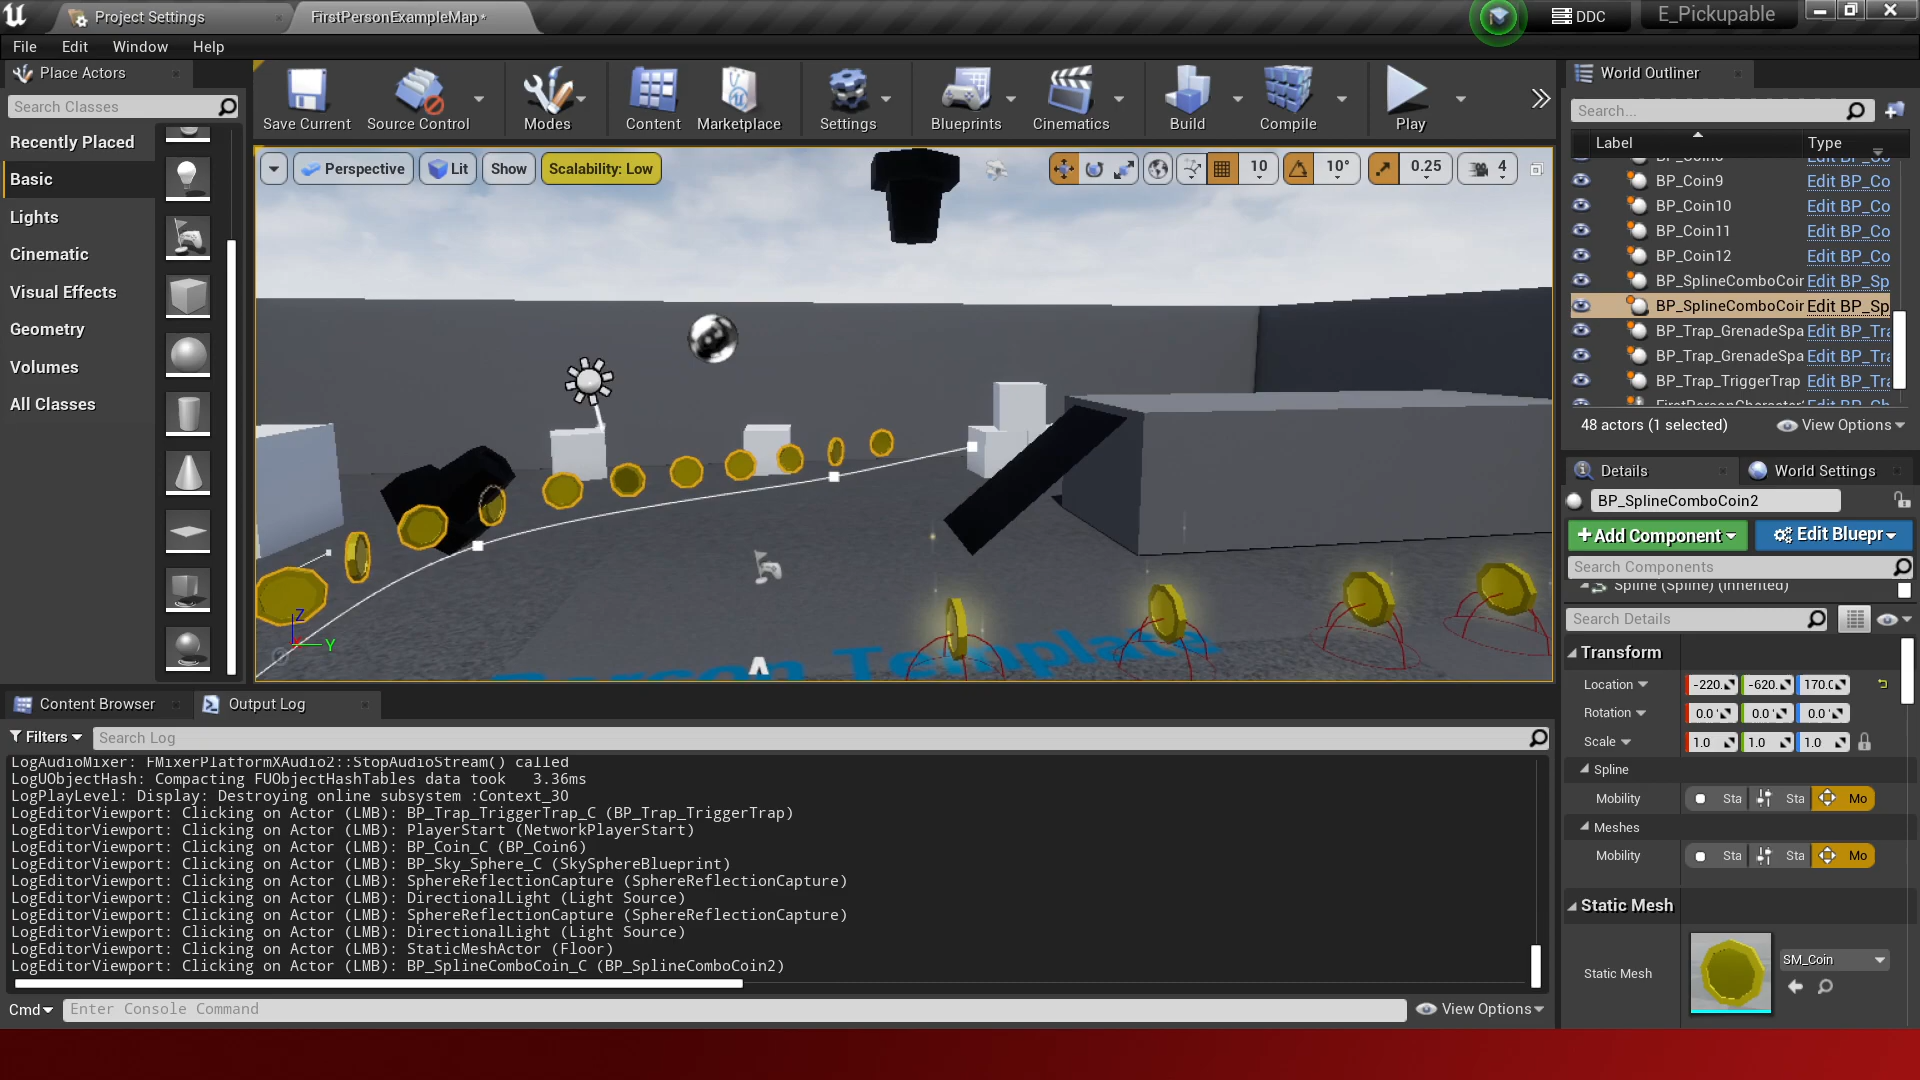 Project Settings
FirstPersonExampleMap*
DDC
E_Pickupable
File Edit Window Help
Place Actors
Search Classes
Recently Placed
Basic
Lights
Cinematic
Visual Effects
Geometry
Volumes
All Classes
Save Current
Source Control
Modes
Content
Marketplace
Settings
Blueprints
Cinematics
Build
Compile
Play
Perspective
Lit
Show
Scalability: Low
10
10°
0.25
4
Z
Y
Person Template
World Outliner
Search...
Label Type
BP_Coin9 Edit BP_Co
BP_Coin10 Edit BP_Co
BP_Coin11 Edit BP_Co
BP_Coin12 Edit BP_Co
BP_SplineComboCoin Edit BP_Sp
BP_SplineComboCoin Edit BP_Sp
BP_Trap_GrenadeSpa Edit BP_Tra
BP_Trap_GrenadeSpa Edit BP_Tra
BP_Trap_TriggerTrap Edit BP_Tra
48 actors (1 selected)
View Options
Details
World Settings
BP_SplineComboCoin2
Add Component
Edit Bluepr
Search Components
Spline (Spline) (Inherited)
Search Details
Transform
Location -220. -620. 170.0
Rotation 0.0 ° 0.0 ° 0.0 °
Scale 1.0 1.0 1.0
Spline
Mobility Sta Sta Mo
Meshes
Mobility Sta Sta Mo
Static Mesh
Static Mesh
SM_Coin
Content Browser
Output Log
Filters
Search Log
LogAudioMixer: FMixerPlatformXAudio2::StopAudioStream() called
LogUObjectHash: Compacting FUObjectHashTables data took   3.36ms
LogPlayLevel: Display: Destroying online subsystem :Context_30
LogEditorViewport: Clicking on Actor (LMB): BP_Trap_TriggerTrap_C (BP_Trap_TriggerTrap)
LogEditorViewport: Clicking on Actor (LMB): PlayerStart (NetworkPlayerStart)
LogEditorViewport: Clicking on Actor (LMB): BP_Coin_C (BP_Coin6)
LogEditorViewport: Clicking on Actor (LMB): BP_Sky_Sphere_C (SkySphereBlueprint)
LogEditorViewport: Clicking on Actor (LMB): SphereReflectionCapture (SphereReflectionCapture)
LogEditorViewport: Clicking on Actor (LMB): DirectionalLight (Light Source)
LogEditorViewport: Clicking on Actor (LMB): SphereReflectionCapture (SphereReflectionCapture)
LogEditorViewport: Clicking on Actor (LMB): DirectionalLight (Light Source)
LogEditorViewport: Clicking on Actor (LMB): StaticMeshActor (Floor)
LogEditorViewport: Clicking on Actor (LMB): BP_SplineComboCoin_C (BP_SplineComboCoin2)
Cmd
Enter Console Command
View Options